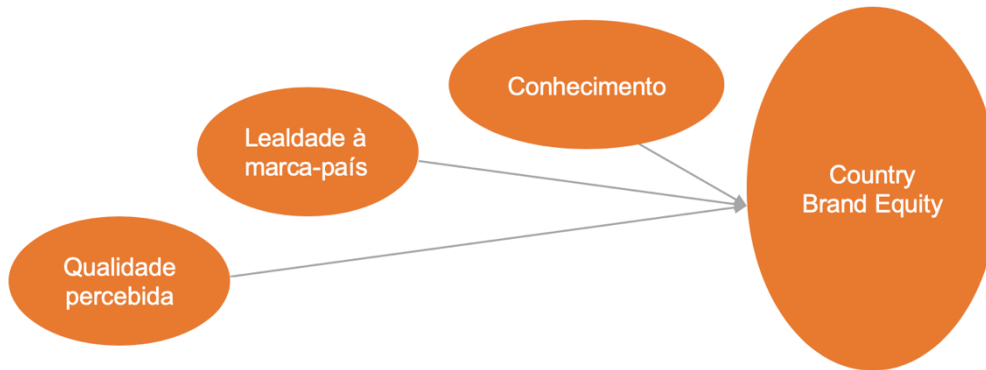 Conhecimento
Lealdade à
marca-país
Country
Brand Equity
Qualidade
percebida